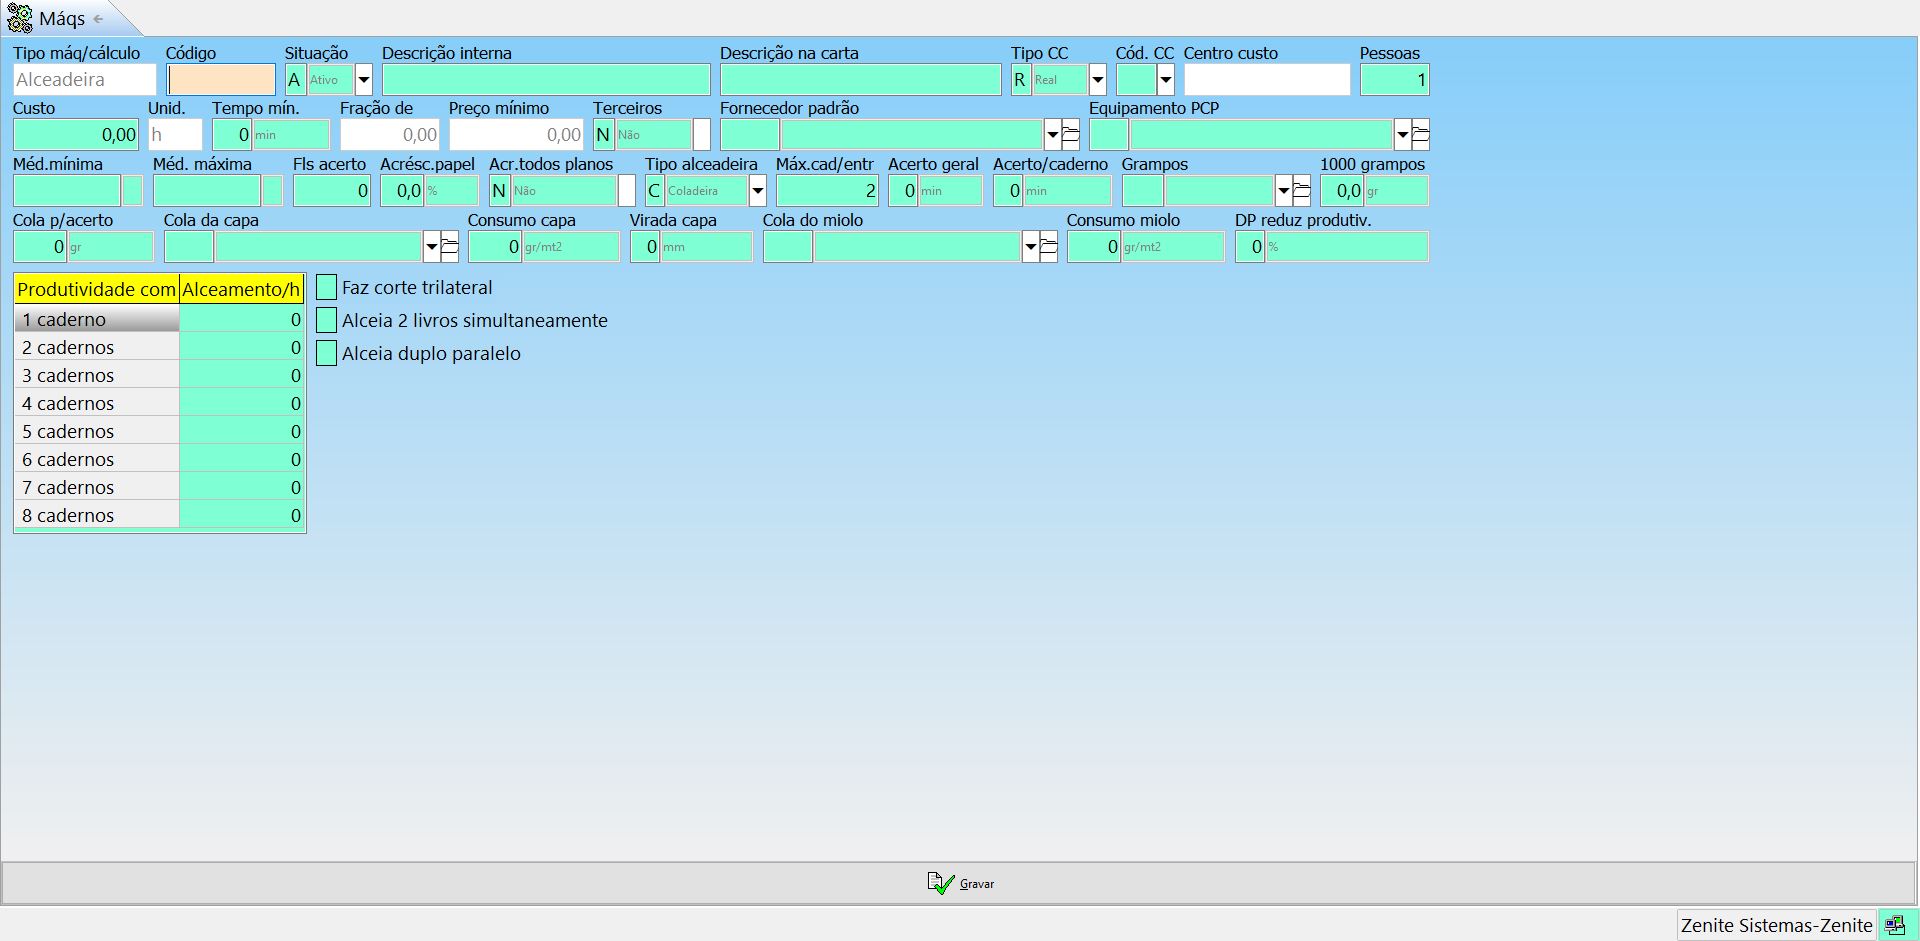 Máqs
Tipo máq/cálculo Código Situação Descrição interna Descrição na carta Tipo CC Cód. CC Centro custo Pessoas
Alceadeira A Ativo R Real 1
Custo Unid. Tempo mín. Fração de Preço mínimo Terceiros Fornecedor padrão Equipamento PCP
0,00 h 0 min 0,00 0,00 N Não
Méd.mínima Méd. máxima Fls acerto Acrésc.papel Acr.todos planos Tipo alceadeira Máx.cad/entr Acerto geral Acerto/caderno Grampos 1000 grampos
0 0,0 % N Não C Coladeira 2 0 min 0 min 0,0 gr
Cola p/acerto Cola da capa Consumo capa Virada capa Cola do miolo Consumo miolo DP reduz produtiv.
0 gr 0 gr/mt2 0 mm 0 gr/mt2 0 %
Produtividade com Alceamento/h
1 caderno 0
2 cadernos 0
3 cadernos 0
4 cadernos 0
5 cadernos 0
6 cadernos 0
7 cadernos 0
8 cadernos 0
Faz corte trilateral
Alceia 2 livros simultaneamente
Alceia duplo paralelo
Gravar
Zenite Sistemas-Zenite